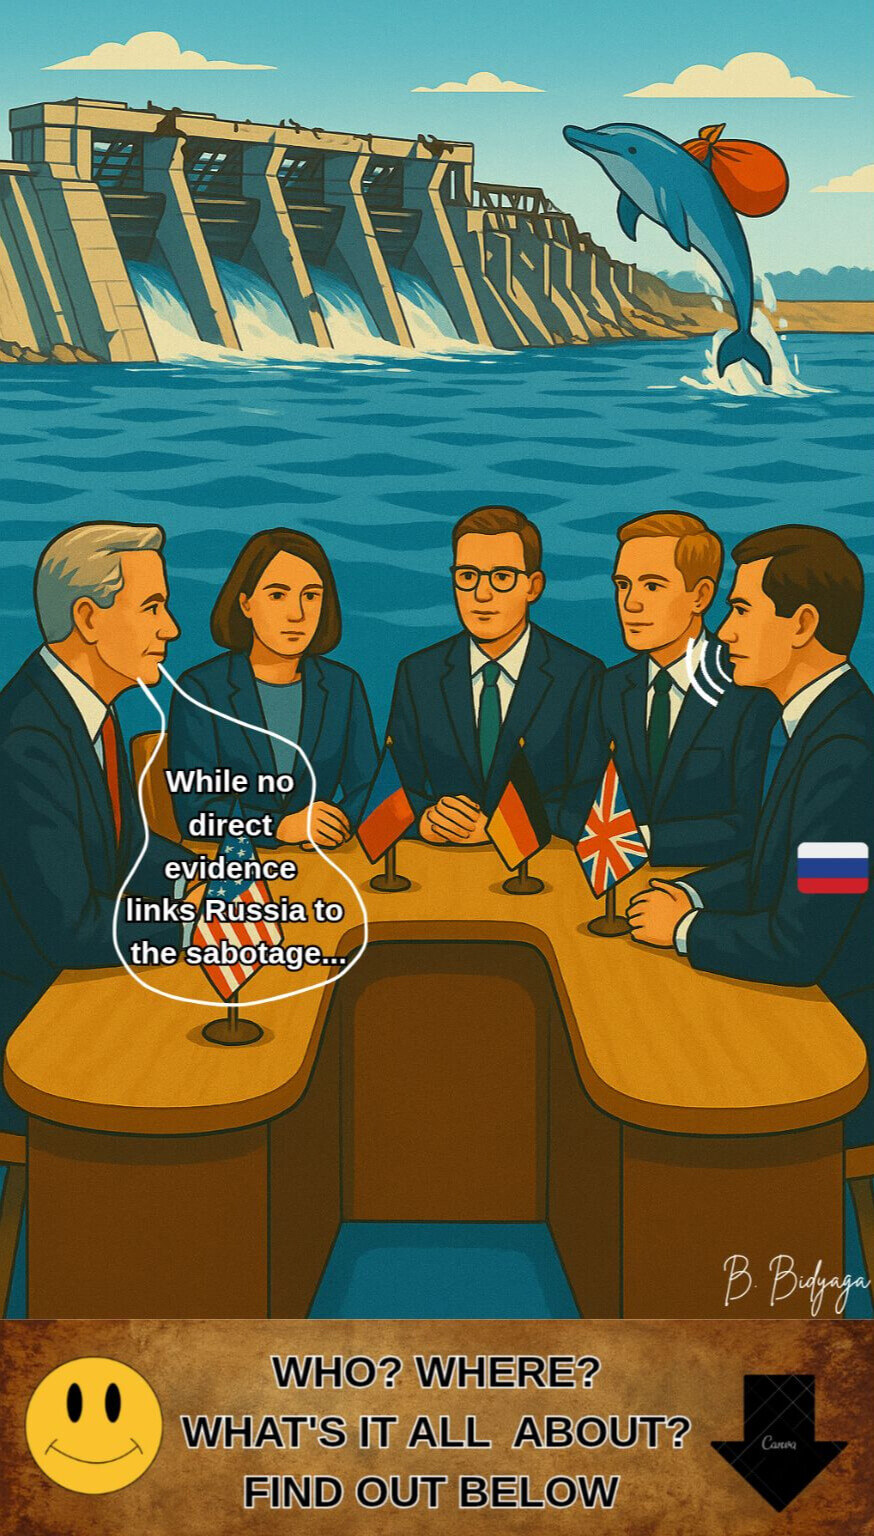 While no
direct
evidence
links Russia to
the sabotage...
B. Bidyaga
WHO? WHERE?
WHAT'S IT ALL ABOUT?
FIND OUT BELOW
Canva